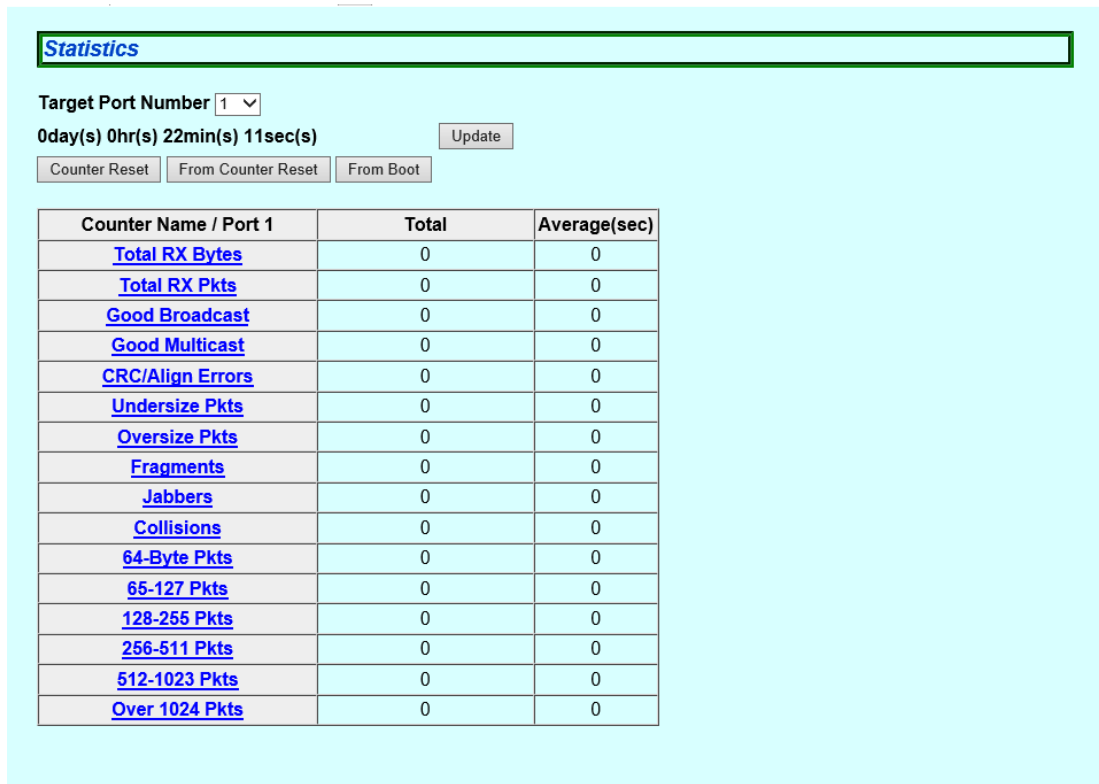 Statistics
Target Port Number 1
0day(s) 0hr(s) 22min(s) 11sec(s) Update
Counter Reset From Counter Reset From Boot
Counter Name / Port 1 Total Average(sec)
Total RX Bytes 0 0
Total RX Pkts 0 0
Good Broadcast 0 0
Good Multicast 0 0
CRC/Align Errors 0 0
Undersize Pkts 0 0
Oversize Pkts 0 0
Fragments 0 0
Jabbers 0 0
Collisions 0 0
64-Byte Pkts 0 0
65-127 Pkts 0 0
128-255 Pkts 0 0
256-511 Pkts 0 0
512-1023 Pkts 0 0
Over 1024 Pkts 0 0